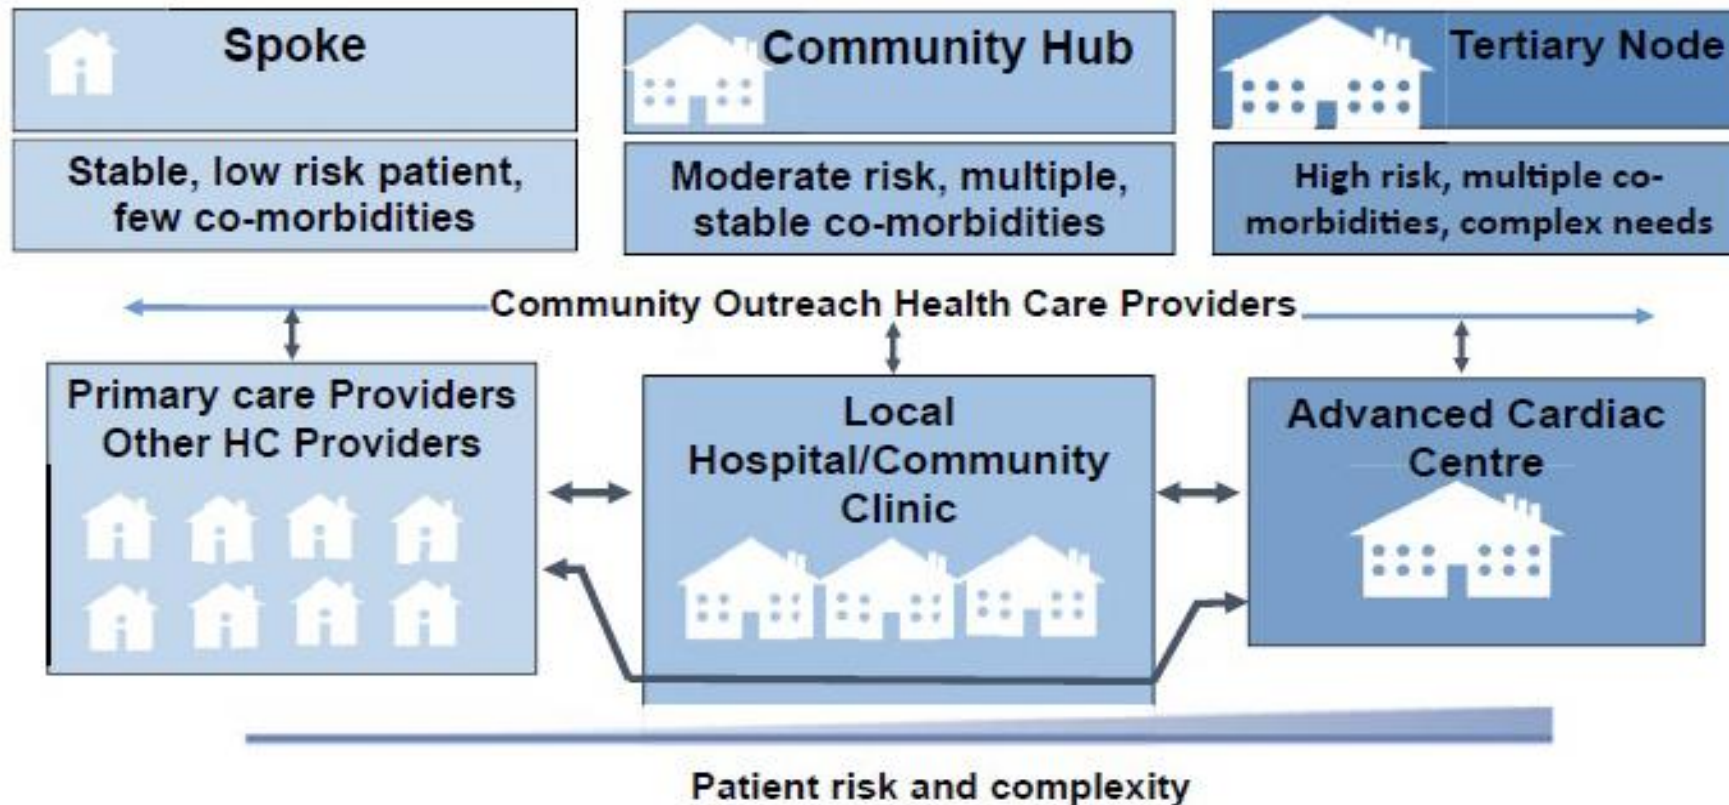 Spoke
Community Hub
Tertiary Node
Stable, low risk patient,
few co-morbidities
Moderate risk, multiple,
stable co-morbidities
High risk, multiple co-
morbidities, complex needs
Community Outreach Health Care Providers
Primary care Providers
Other HC Providers
Local
Hospital/Community
Clinic
Advanced Cardiac
Centre
Patient risk and complexity